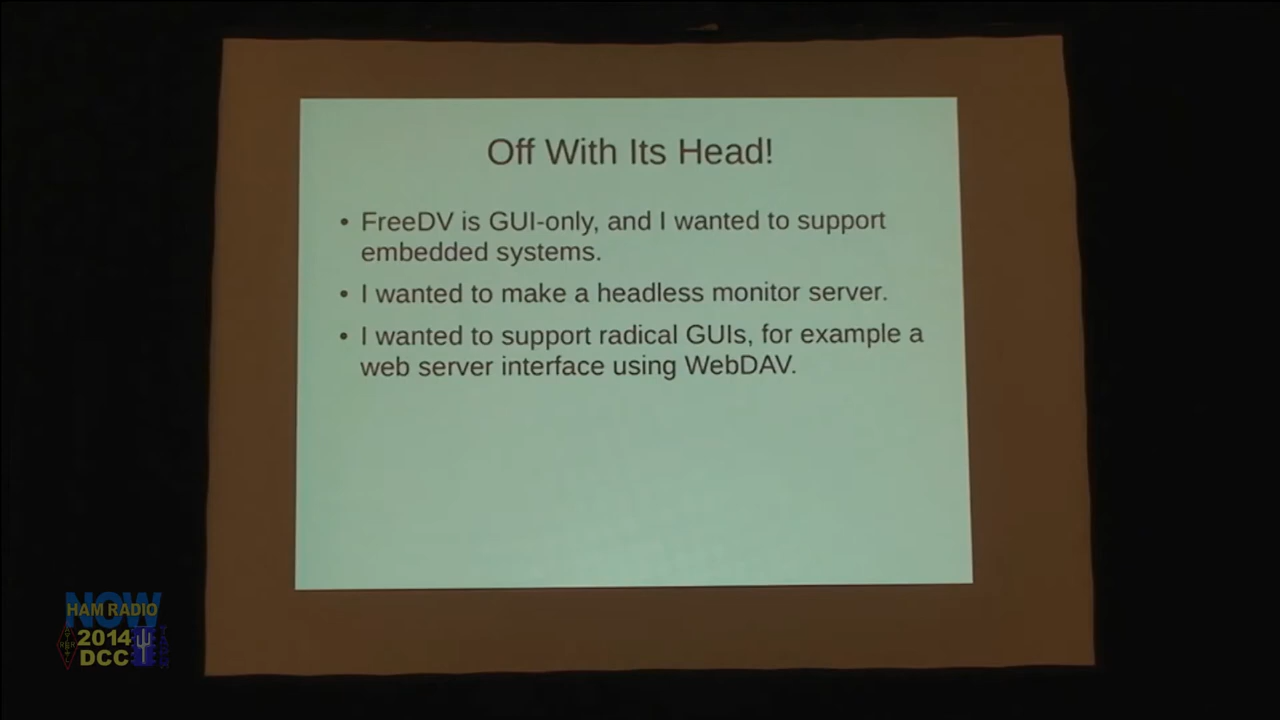 Off With Its Head!
• FreeDV is GUI-only, and I wanted to support
embedded systems.
• I wanted to make a headless monitor server.
• I wanted to support radical GUIs, for example a
web server interface using WebDAV.
NOW
HAM RADIO
2014
DCC